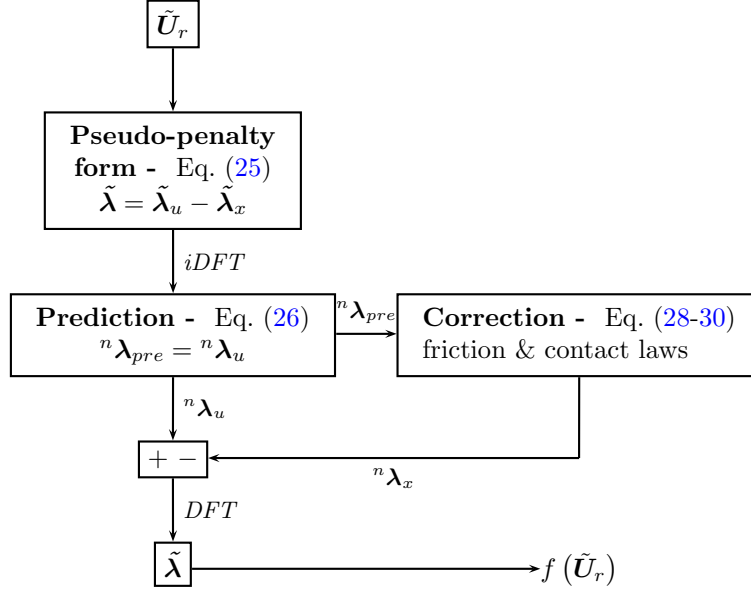 Ũ_r
Pseudo-penalty
form - Eq. (25)
λ̃ = λ̃_u − λ̃_x
iDFT
Prediction - Eq. (26)
ⁿλ_pre = ⁿλ_u
ⁿλ_pre
Correction - Eq. (28-30)
friction & contact laws
ⁿλ_u
+ −
ⁿλ_x
DFT
λ̃
f (Ũ_r)